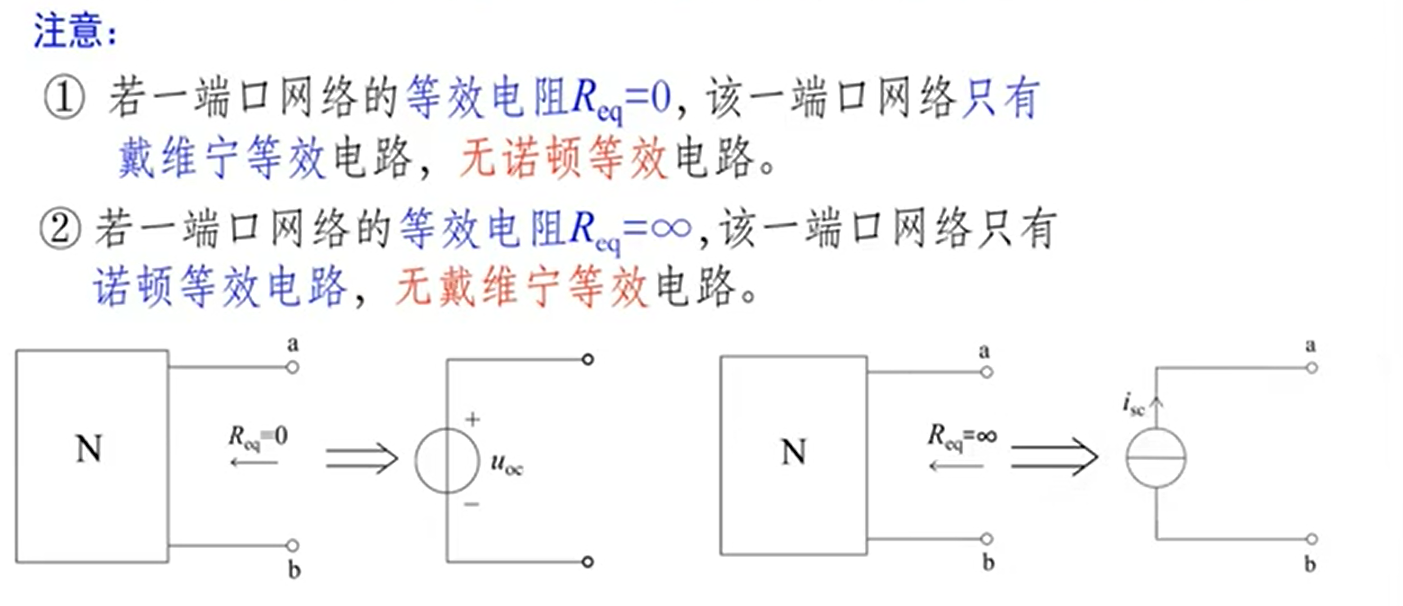 注意：
① 若一端口网络的等效电阻Req=0，该一端口网络只有
戴维宁等效电路，无诺顿等效电路。
② 若一端口网络的等效电阻Req=∞，该一端口网络只有
诺顿等效电路，无戴维宁等效电路。
a
N
Req=0
+
uoc
−
b
a
N
Req=∞
b
a
isc
b